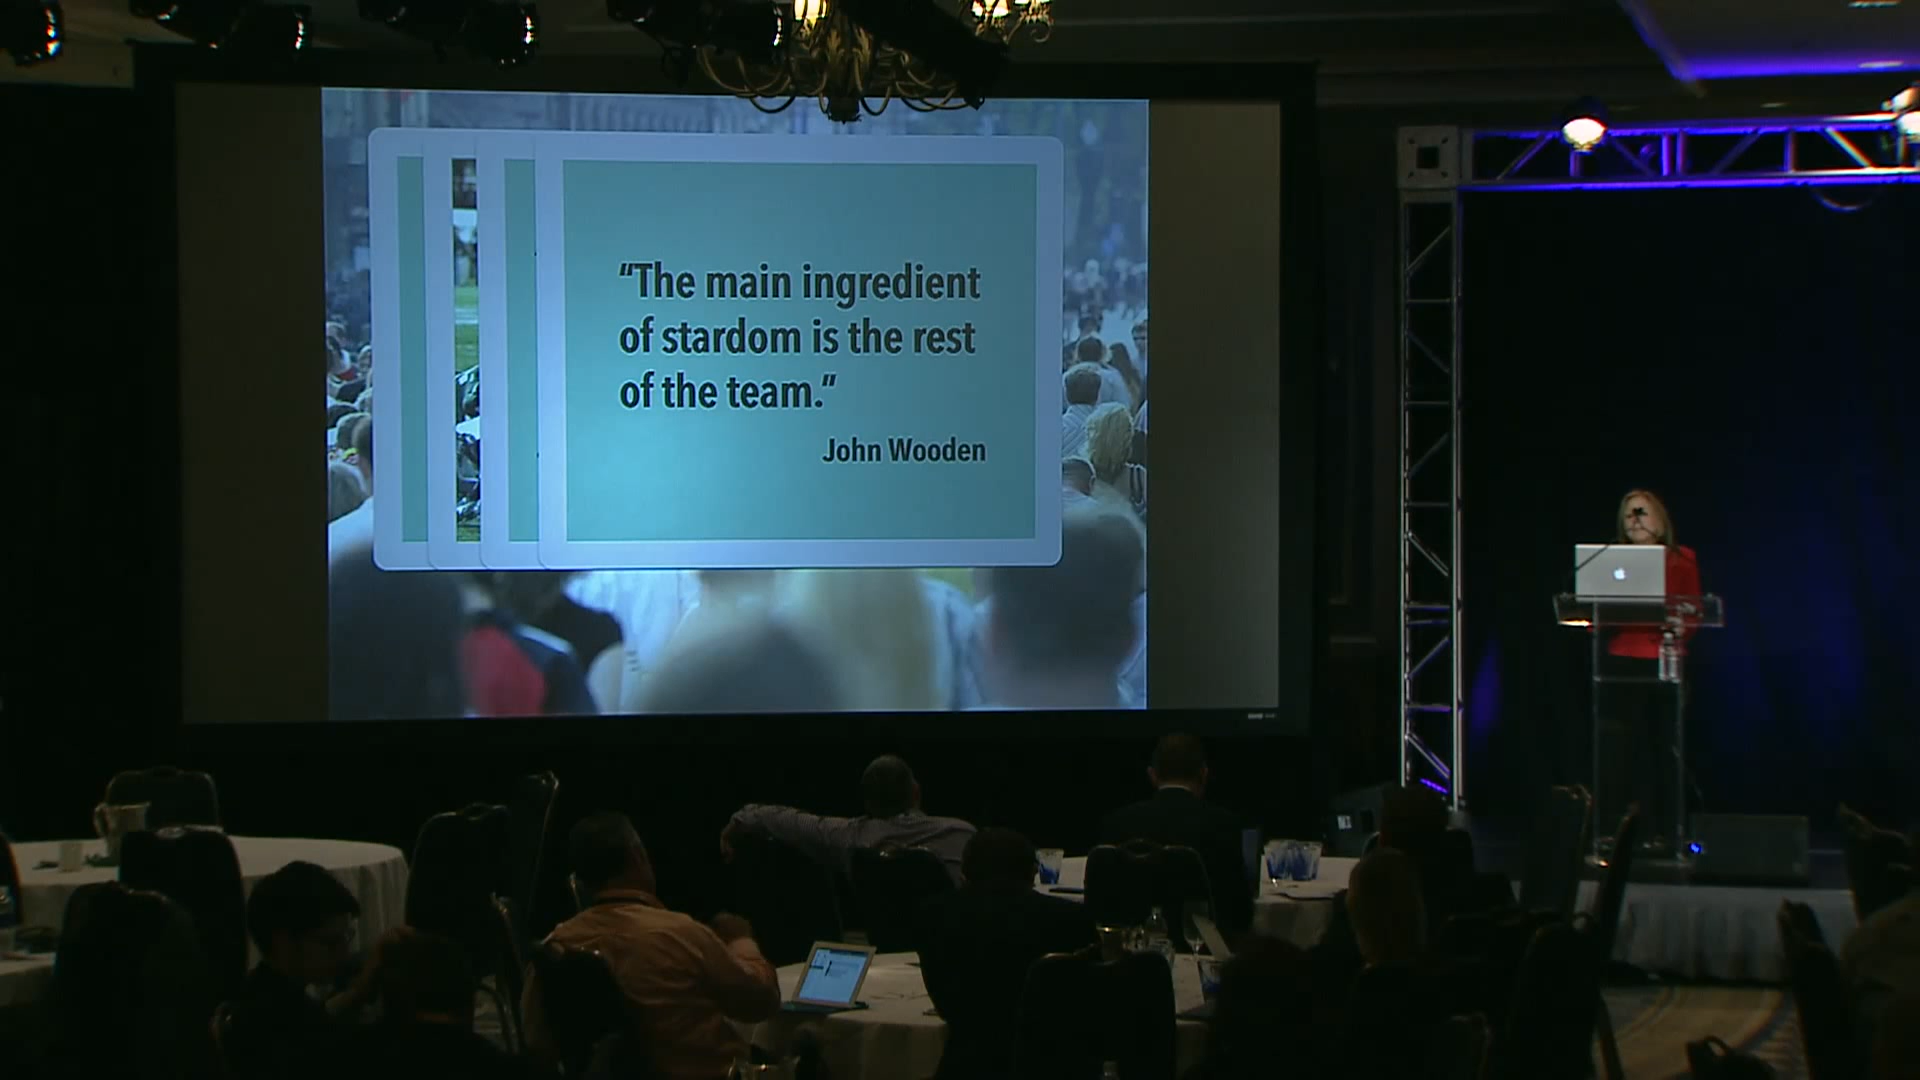 “The main ingredient
of stardom is the rest
of the team.”
John Wooden